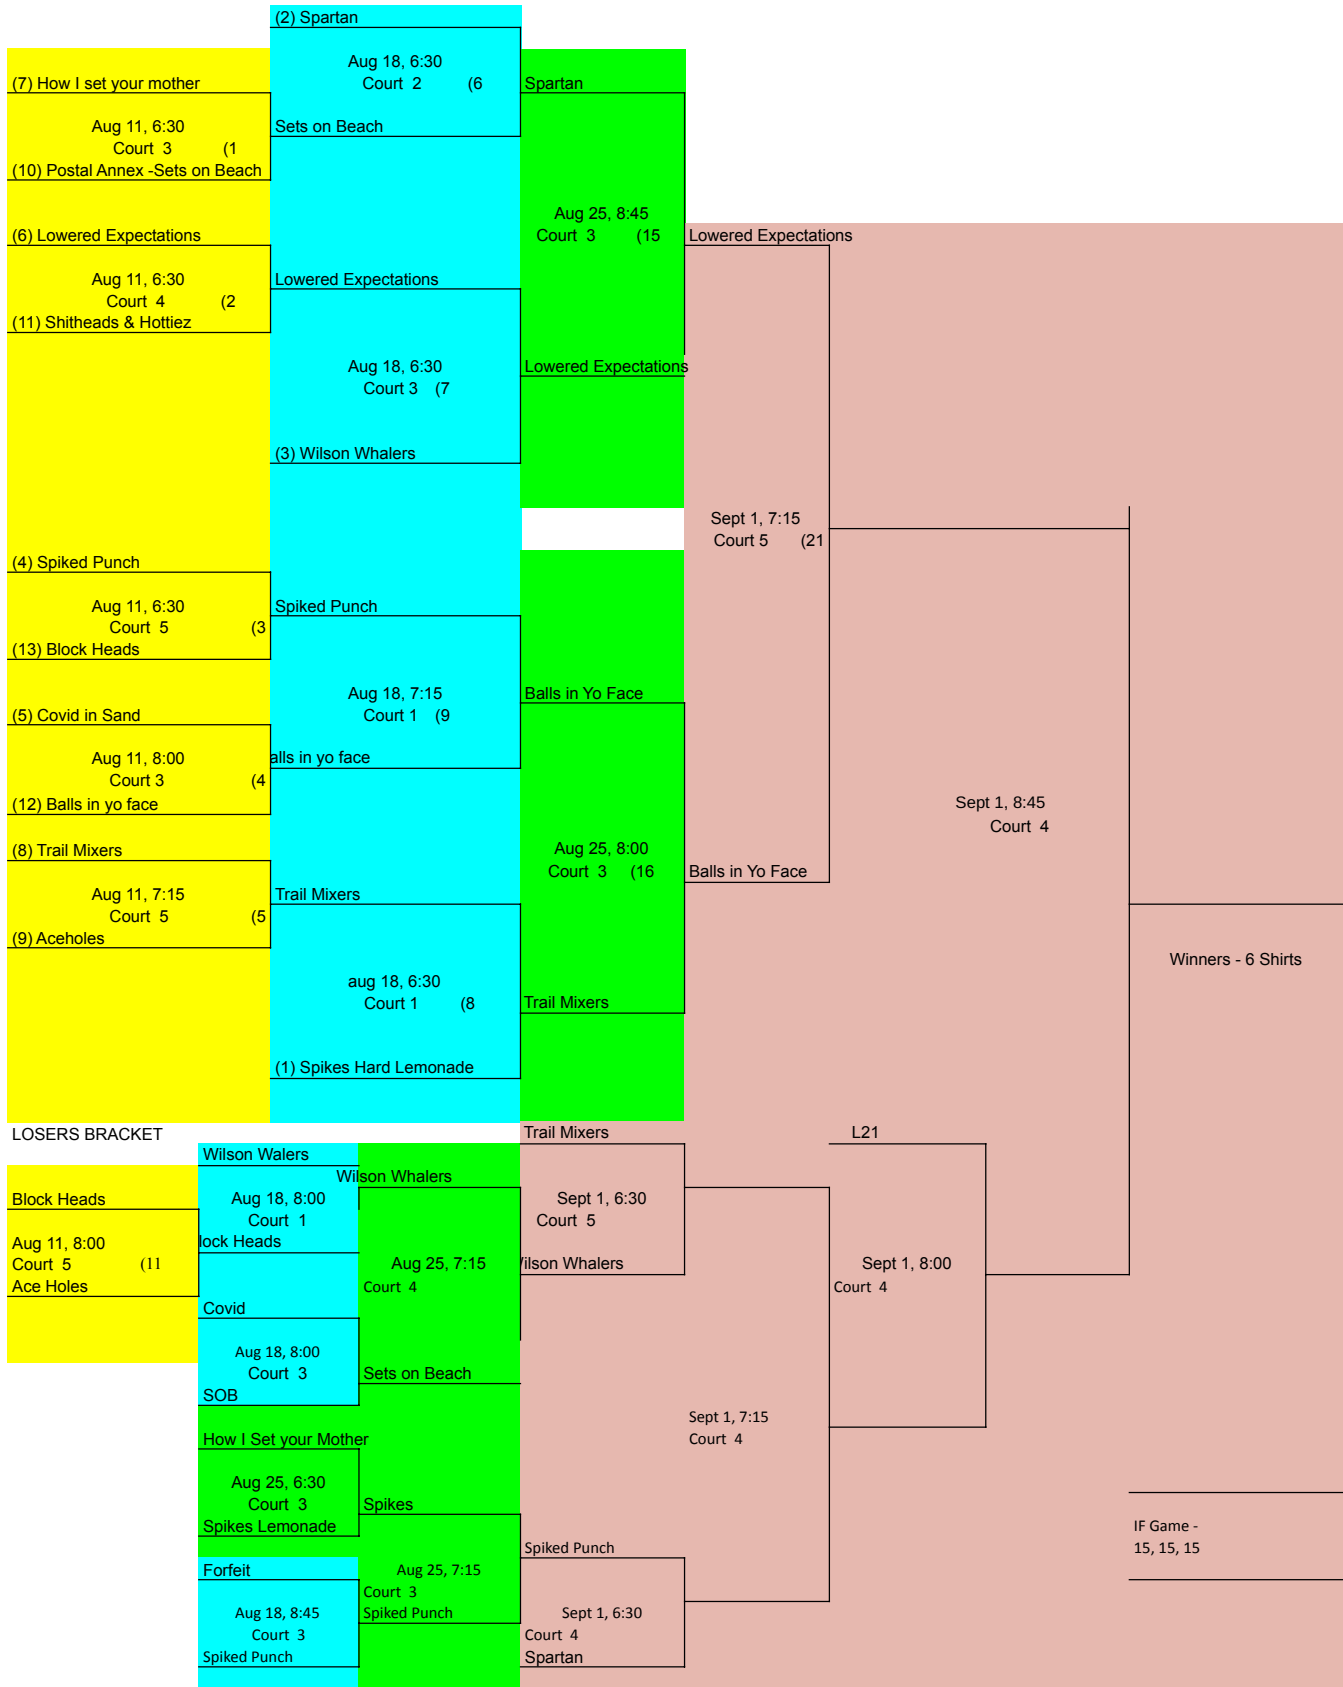 (2) Spartan
Aug 18, 6:30
Court 2 (6
Sets on Beach
(7) How I set your mother
Aug 11, 6:30
Court 3 (1
(10) Postal Annex -Sets on Beach
(6) Lowered Expectations
Aug 11, 6:30
Court 4 (2
(11) Shitheads & Hottiez
Lowered Expectations
Aug 18, 6:30
Court 3 (7
(3) Wilson Whalers
Spartan
Aug 25, 8:45
Court 3 (15
Lowered Expectations
Lowered Expectations
Sept 1, 7:15
Court 5 (21
(4) Spiked Punch
Aug 11, 6:30
Court 5 (3
(13) Block Heads
Spiked Punch
Aug 18, 7:15
Court 1 (9
alls in yo face
(5) Covid in Sand
Aug 11, 8:00
Court 3 (4
(12) Balls in yo face
Balls in Yo Face
Aug 25, 8:00
Court 3 (16
Trail Mixers
Balls in Yo Face
Sept 1, 8:45
Court 4
(8) Trail Mixers
Aug 11, 7:15
Court 5 (5
(9) Aceholes
Trail Mixers
aug 18, 6:30
Court 1 (8
(1) Spikes Hard Lemonade
Winners - 6 Shirts
LOSERS BRACKET
Block Heads
Aug 11, 8:00
Court 5 (11
Ace Holes
Wilson Walers
Aug 18, 8:00
Court 1
lock Heads
Covid
Aug 18, 8:00
Court 3
SOB
Wilson Whalers
Aug 25, 7:15
Court 4
Sets on Beach
Trail Mixers
Sept 1, 6:30
Court 5
Wilson Whalers
L21
Sept 1, 8:00
Court 4
Sept 1, 7:15
Court 4
How I Set your Mother
Aug 25, 6:30
Court 3
Spikes Lemonade
Spikes
Aug 25, 7:15
Court 3
Spiked Punch
Forfeit
Aug 18, 8:45
Court 3
Spiked Punch
Spiked Punch
Sept 1, 6:30
Court 4
Spartan
IF Game -
15, 15, 15